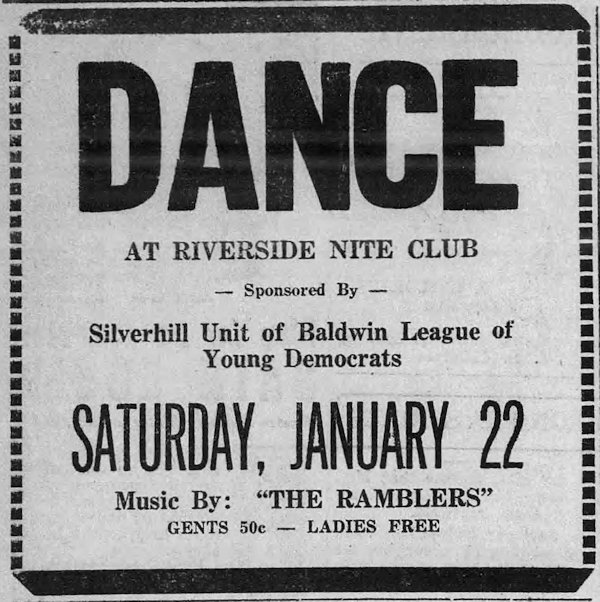 DANCE
AT RIVERSIDE NITE CLUB
— Sponsored By —
Silverhill Unit of Baldwin League of
Young Democrats
SATURDAY, JANUARY 22
Music By: “THE RAMBLERS”
GENTS 50c — LADIES FREE